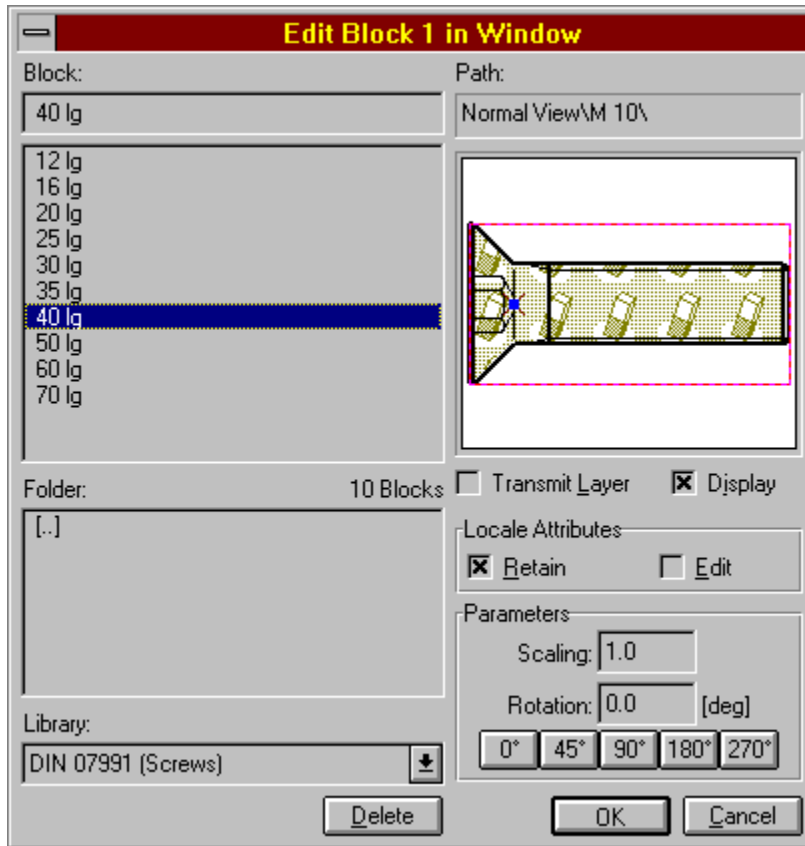 Edit Block 1 in Window
Block:
40 lg
12 lg
16 lg
20 lg
25 lg
30 lg
35 lg
40 lg
50 lg
60 lg
70 lg
Folder: 10 Blocks
[..]
Library:
DIN 07991 (Screws)
Delete
Path:
Normal View\M 10\
Transmit Layer Display
Locale Attributes
Retain Edit
Parameters
Scaling: 1.0
Rotation: 0.0 [deg]
0° 45° 90° 180° 270°
OK Cancel